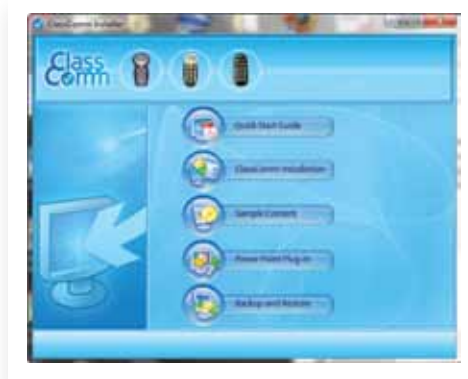 ClassComm Installer
Class
Comm
Quick Start Guide
ClassComm Installation
Sample Content
Power Point Plug-in
Backup and Restore